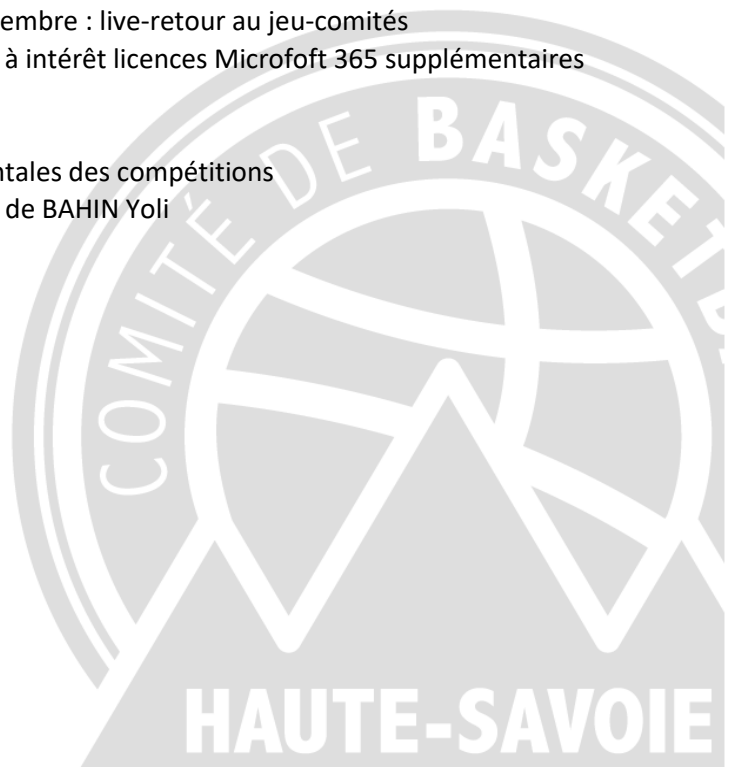 embre : live-retour au jeu-comités
à intérêt licences Microfoft 365 supplémentaires
ntales des compétitions
de BAHIN Yoli
COMITÉ DE BASKETB
HAUTE-SAVOIE